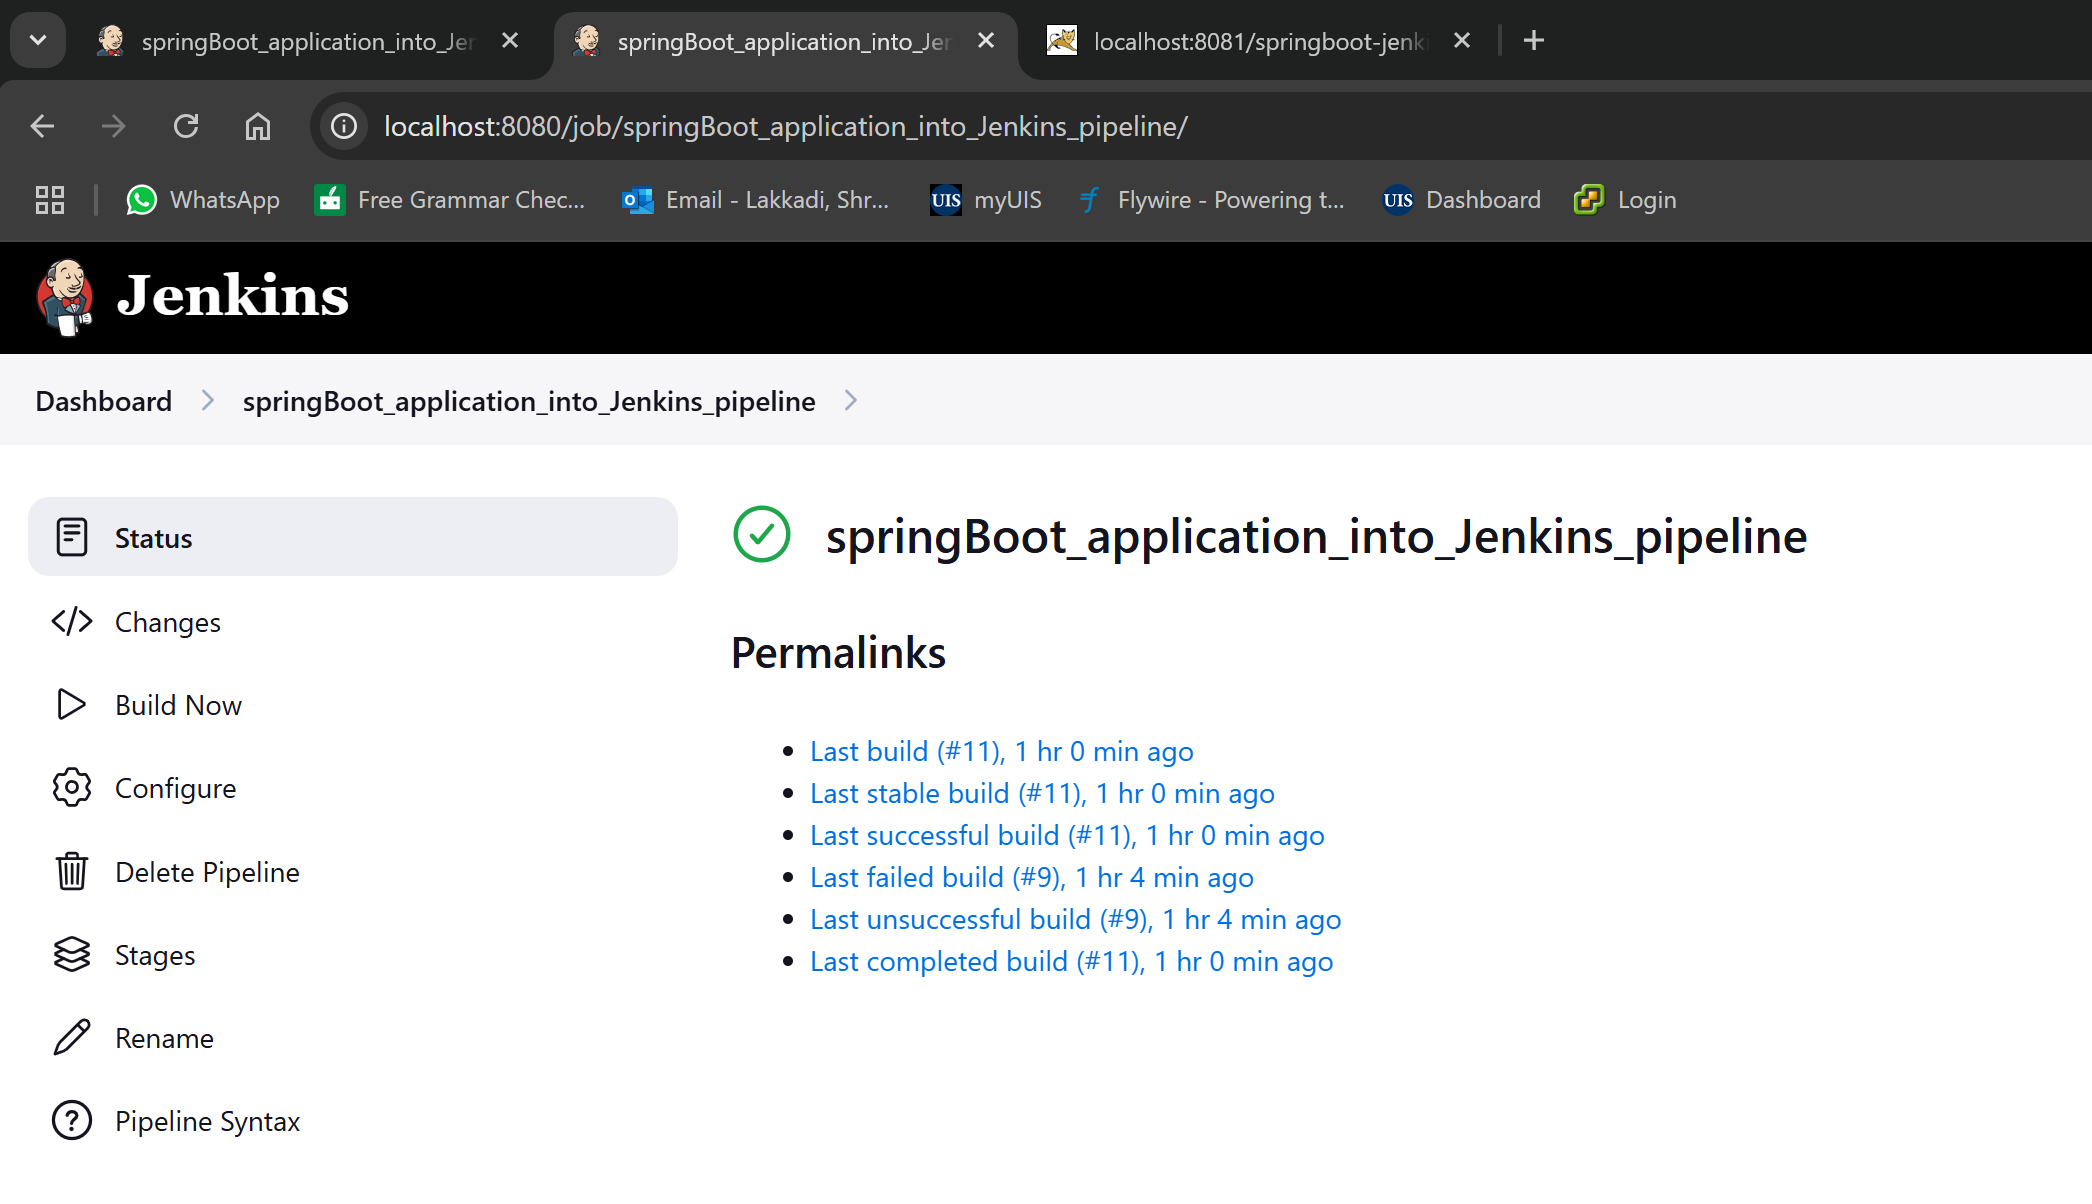 springBoot_application_into_Jer
springBoot_application_into_Jer
localhost:8081/springboot-jenki
localhost:8080/job/springBoot_application_into_Jenkins_pipeline/
WhatsApp
Free Grammar Chec...
Email - Lakkadi, Shr...
UIS myUIS
Flywire - Powering t...
UIS Dashboard
Login
Jenkins
Dashboard
springBoot_application_into_Jenkins_pipeline
Status
Changes
Build Now
Configure
Delete Pipeline
Stages
Rename
Pipeline Syntax
springBoot_application_into_Jenkins_pipeline
Permalinks
Last build (#11), 1 hr 0 min ago
Last stable build (#11), 1 hr 0 min ago
Last successful build (#11), 1 hr 0 min ago
Last failed build (#9), 1 hr 4 min ago
Last unsuccessful build (#9), 1 hr 4 min ago
Last completed build (#11), 1 hr 0 min ago